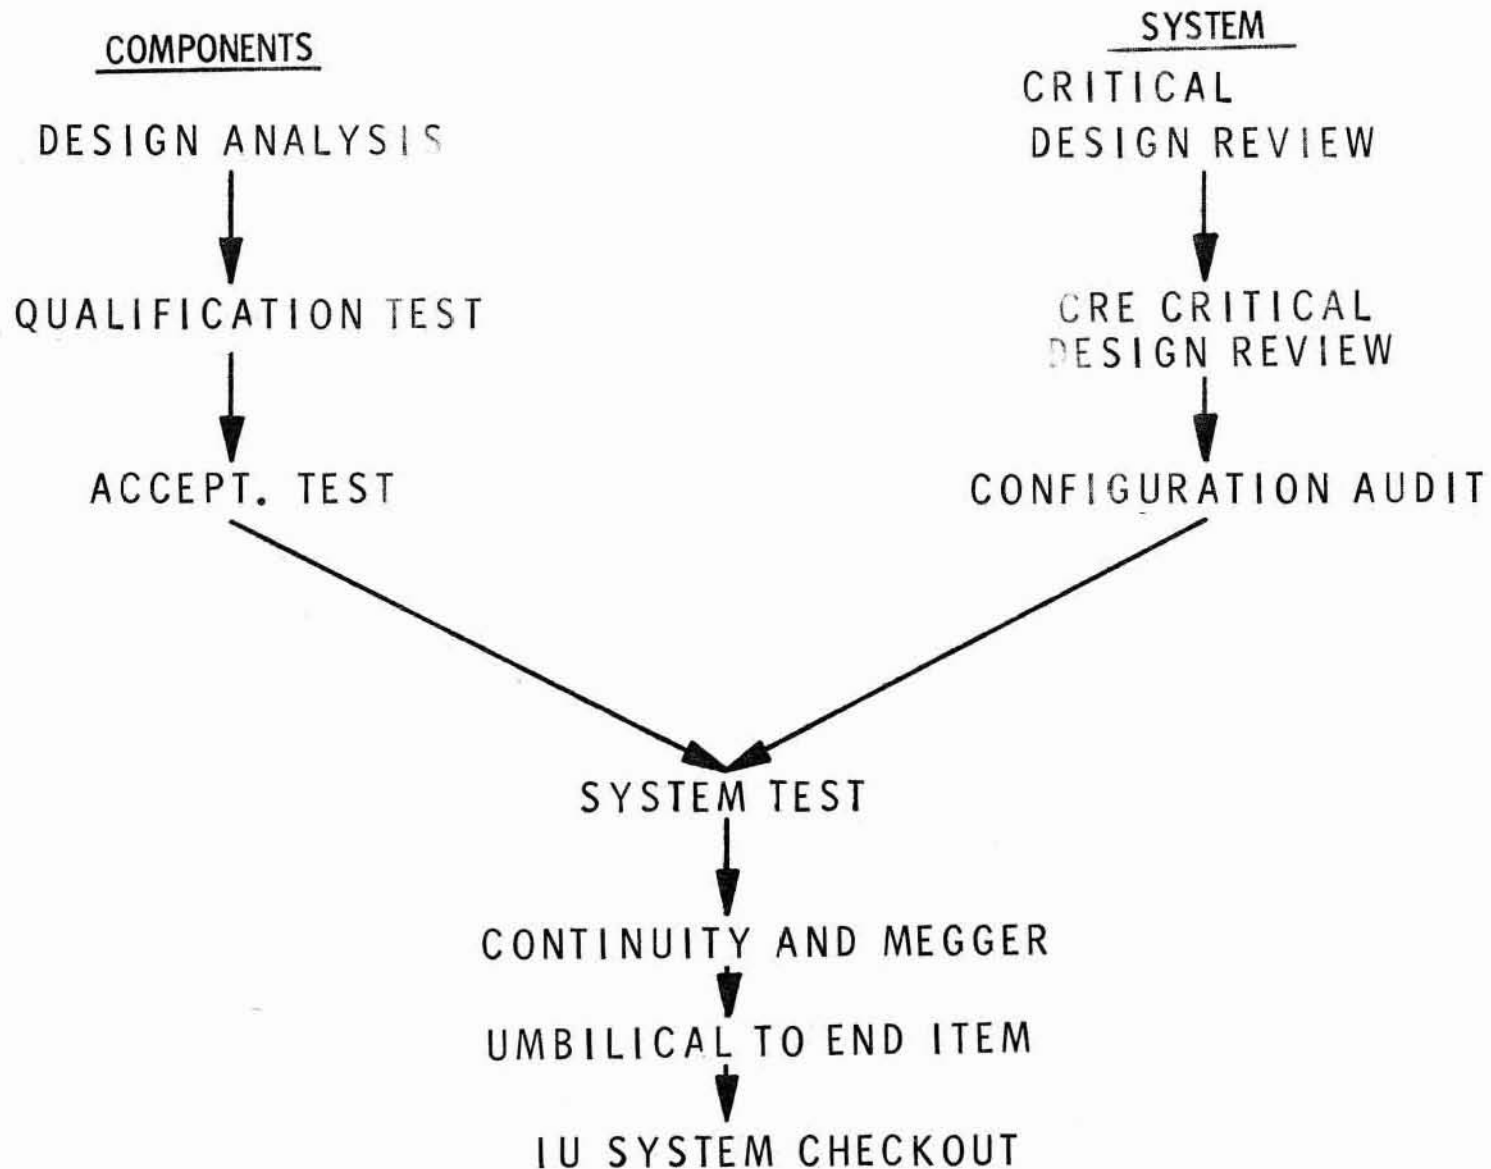 COMPONENTS
DESIGN ANALYSIS
QUALIFICATION TEST
ACCEPT. TEST
SYSTEM
CRITICAL
DESIGN REVIEW
CRE CRITICAL
DESIGN REVIEW
CONFIGURATION AUDIT
SYSTEM TEST
CONTINUITY AND MEGGER
UMBILICAL TO END ITEM
IU SYSTEM CHECKOUT